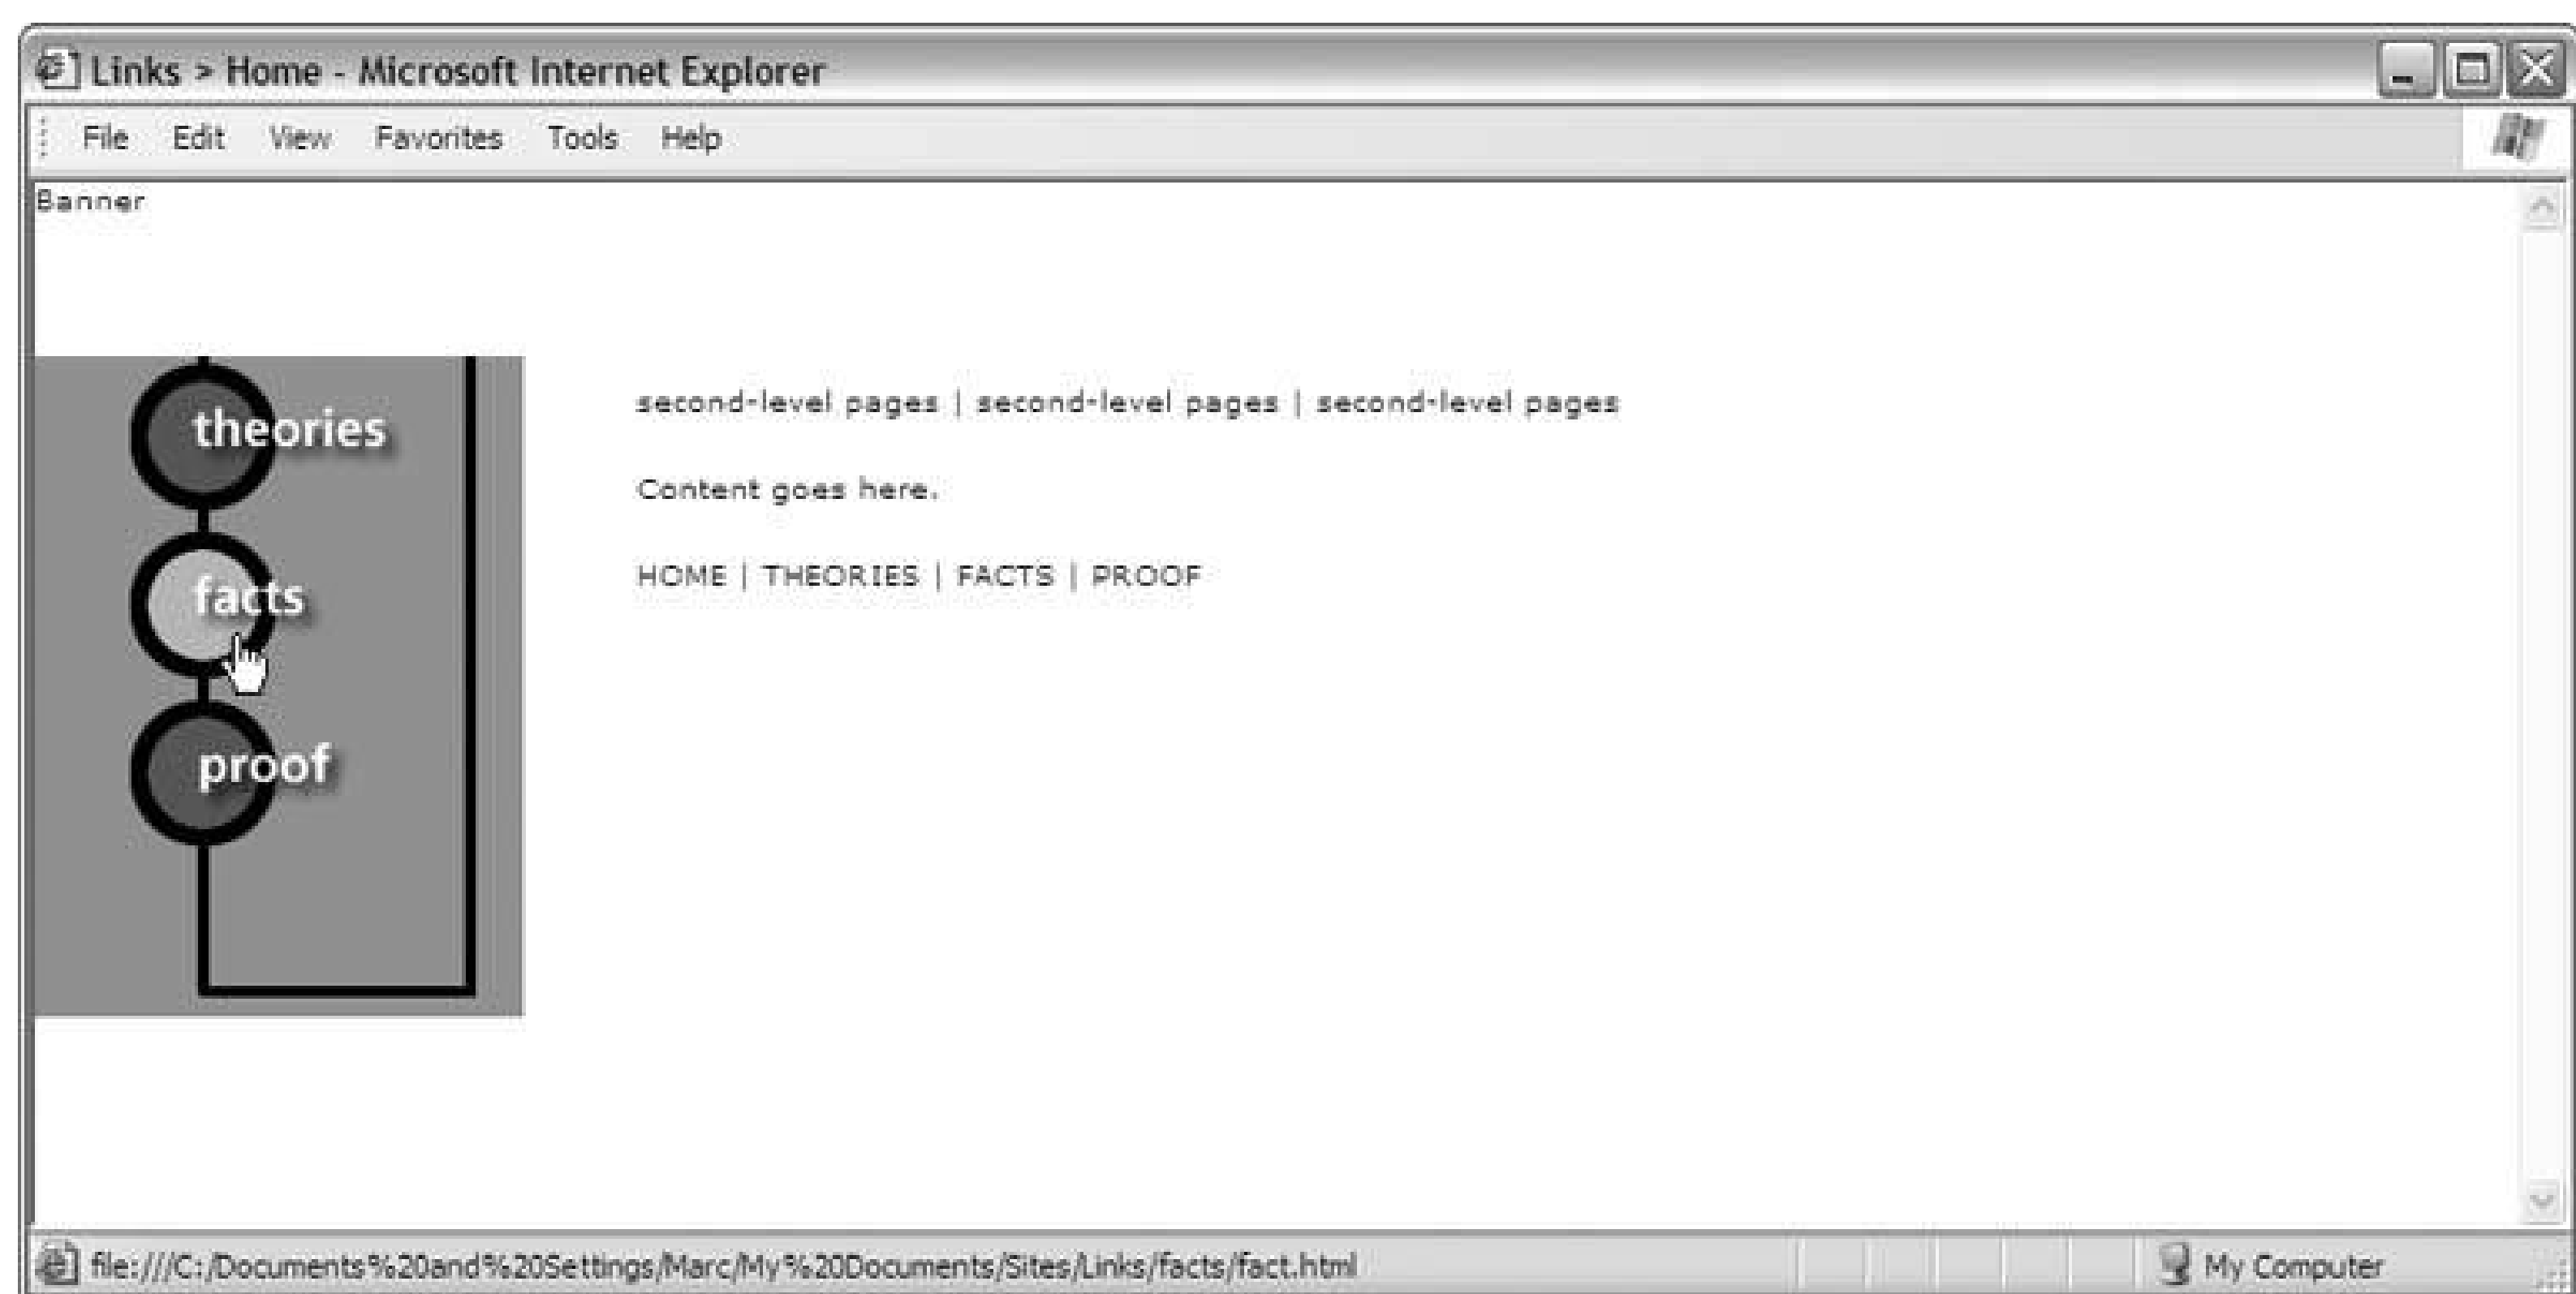 Links > Home - Microsoft Internet Explorer
File Edit View Favorites Tools Help
Banner
theories
facts
proof
second-level pages | second-level pages | second-level pages
Content goes here.
HOME | THEORIES | FACTS | PROOF
file:///C:/Documents%20and%20Settings/Marc/My%20Documents/Sites/Links/facts/fact.html
My Computer